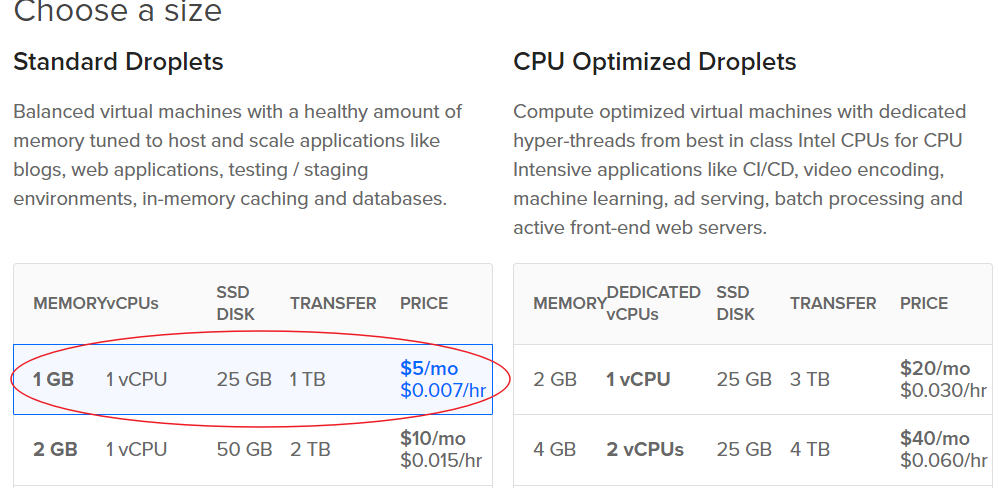 Choose a size
Standard Droplets
Balanced virtual machines with a healthy amount of
memory tuned to host and scale applications like
blogs, web applications, testing / staging
environments, in-memory caching and databases.
MEMORY vCPUs SSD DISK TRANSFER PRICE
1 GB 1 vCPU 25 GB 1 TB $5/mo $0.007/hr
2 GB 1 vCPU 50 GB 2 TB $10/mo $0.015/hr
CPU Optimized Droplets
Compute optimized virtual machines with dedicated
hyper-threads from best in class Intel CPUs for CPU
Intensive applications like CI/CD, video encoding,
machine learning, ad serving, batch processing and
active front-end web servers.
MEMORY DEDICATED vCPUs SSD DISK TRANSFER PRICE
2 GB 1 vCPU 25 GB 3 TB $20/mo $0.030/hr
4 GB 2 vCPUs 25 GB 4 TB $40/mo $0.060/hr